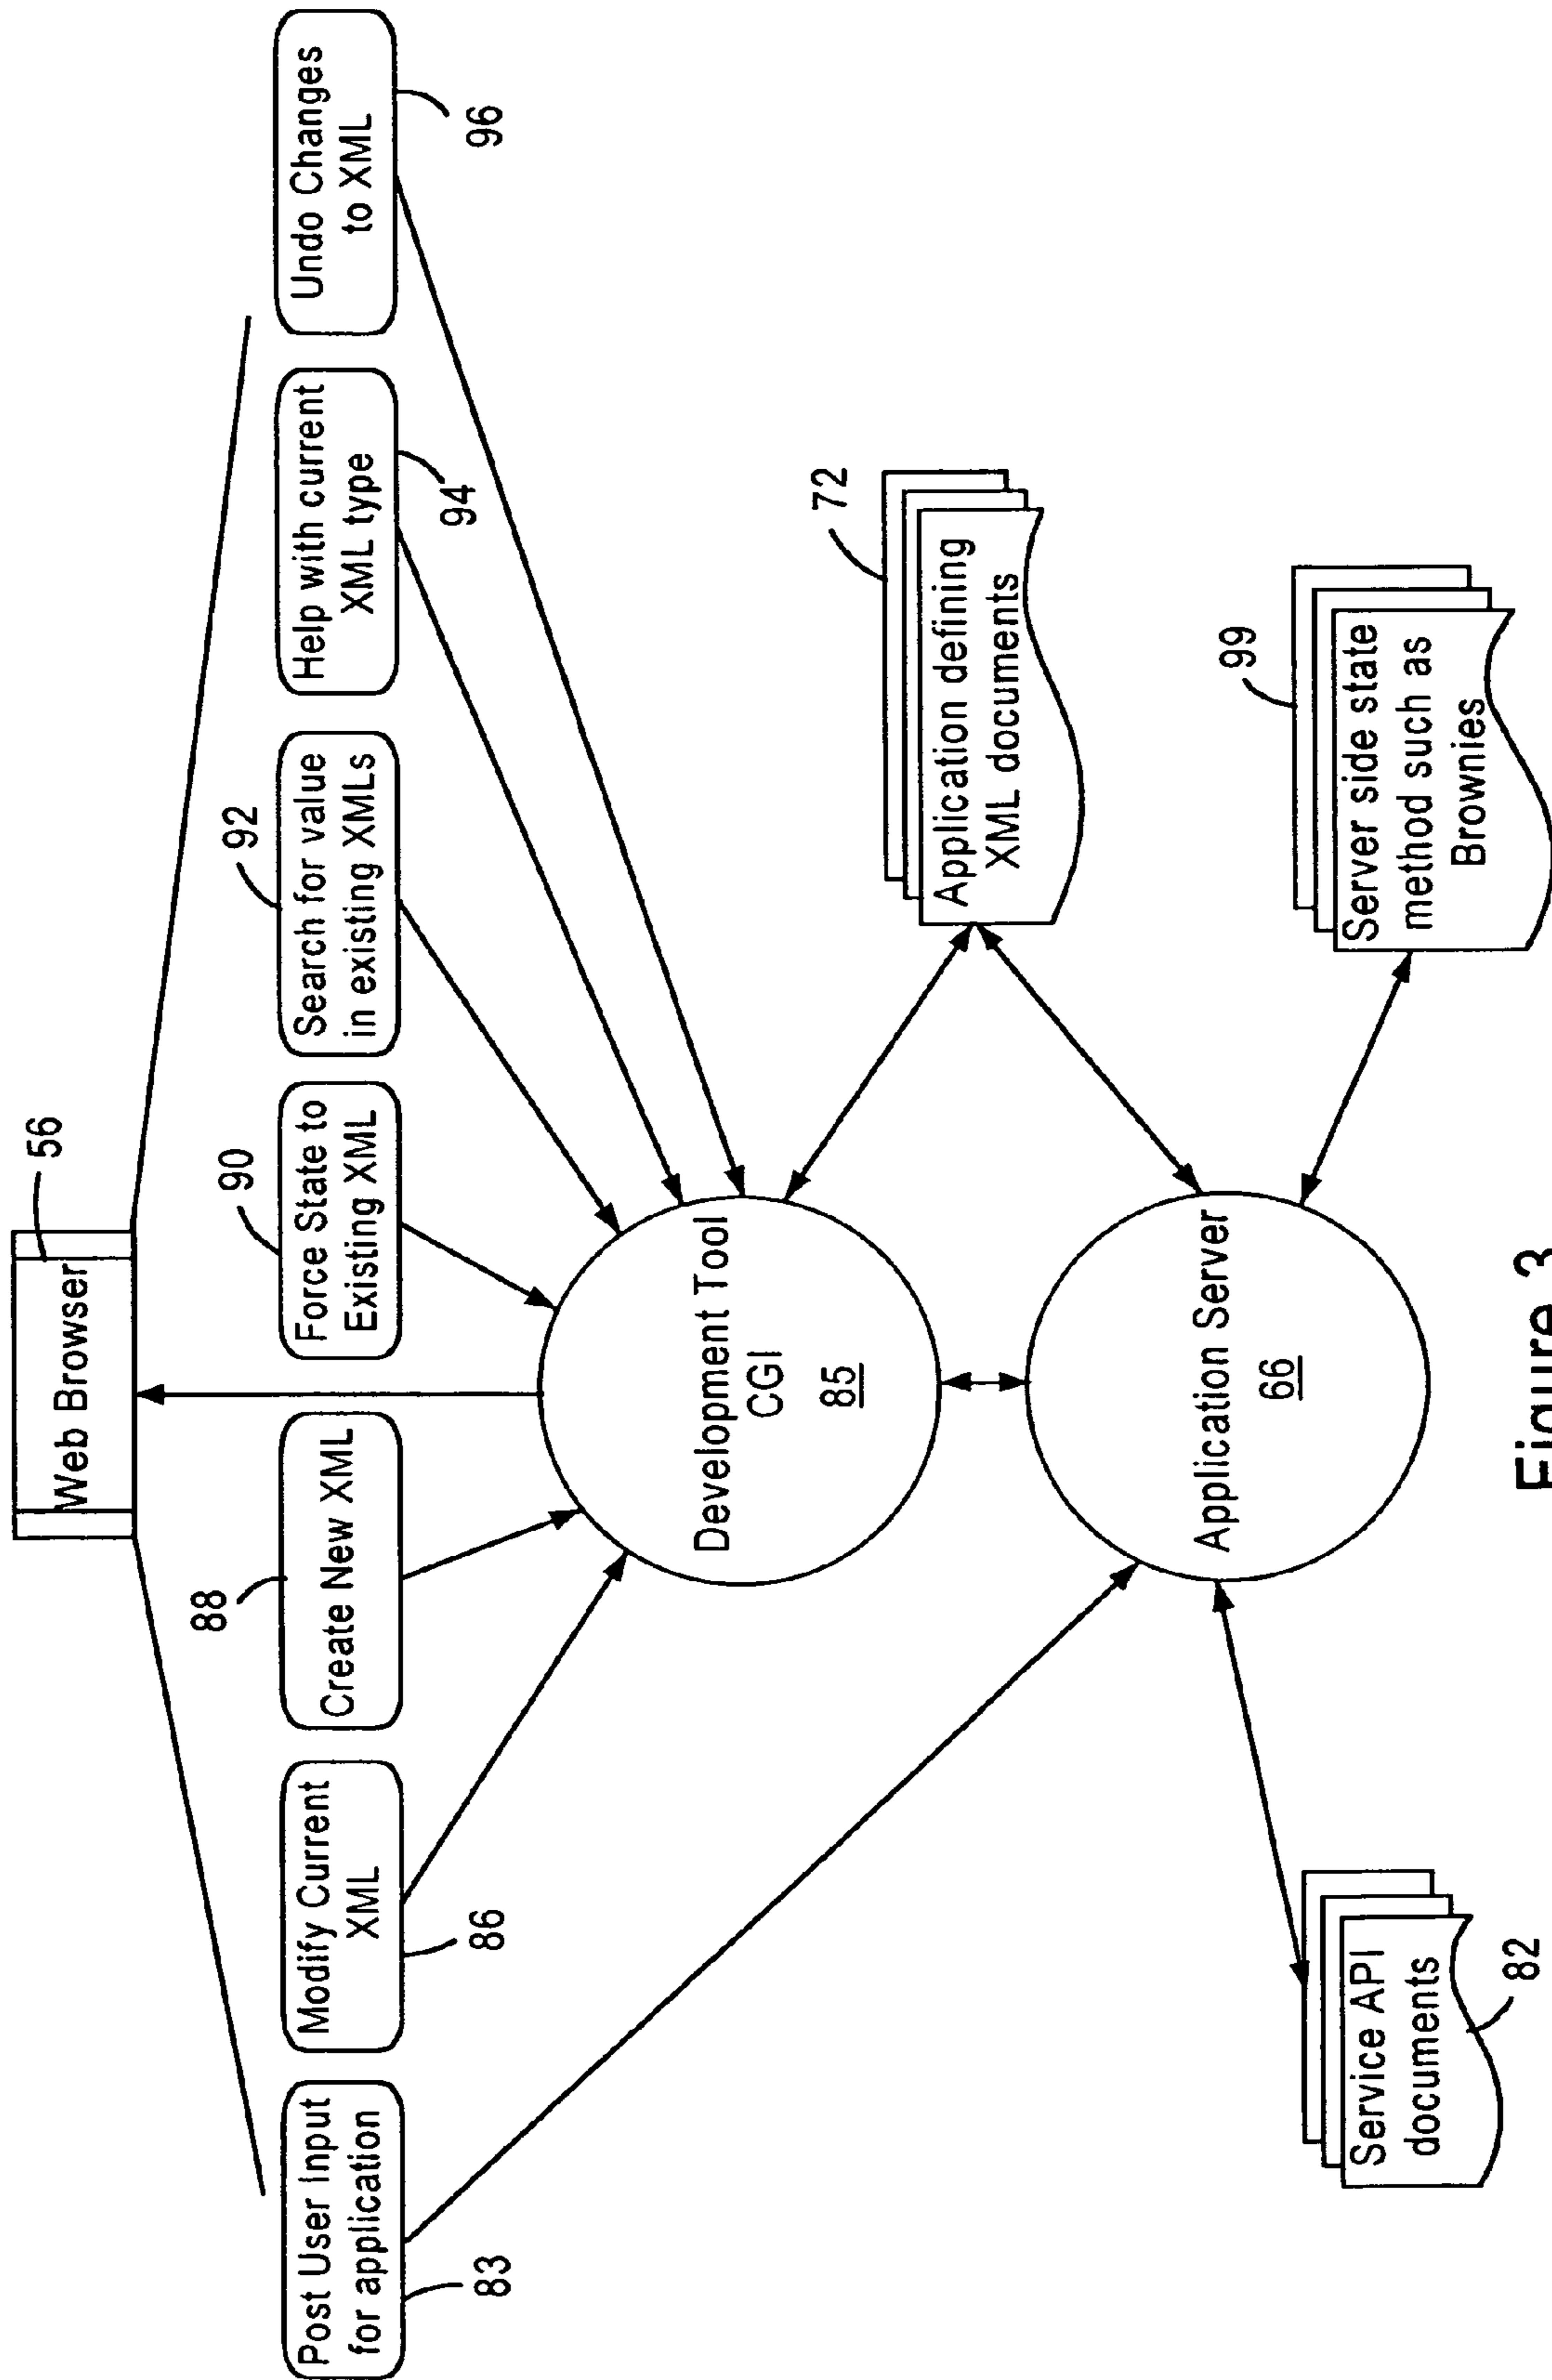 Web Browser
56
Post User Input
for application
83
Modify Current
XML
86
88
Create New XML
90
Force State to
Existing XML
92
Search for value
in existing XMLs
Help with current
XML type
94
Undo Changes
to XML
96
Development Tool
CGI
85
72
Application defining
XML documents
Application Server
66
99
Server side state
method such as
Brownies
Service API
documents
82
Figure 3